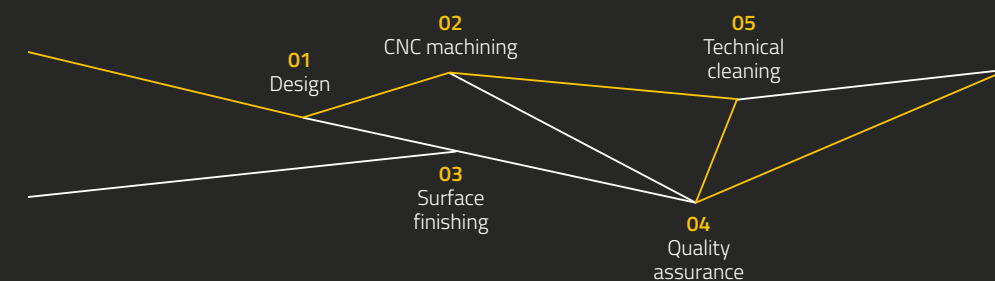 01
Design
02
CNC machining
03
Surface
finishing
04
Quality
assurance
05
Technical
cleaning